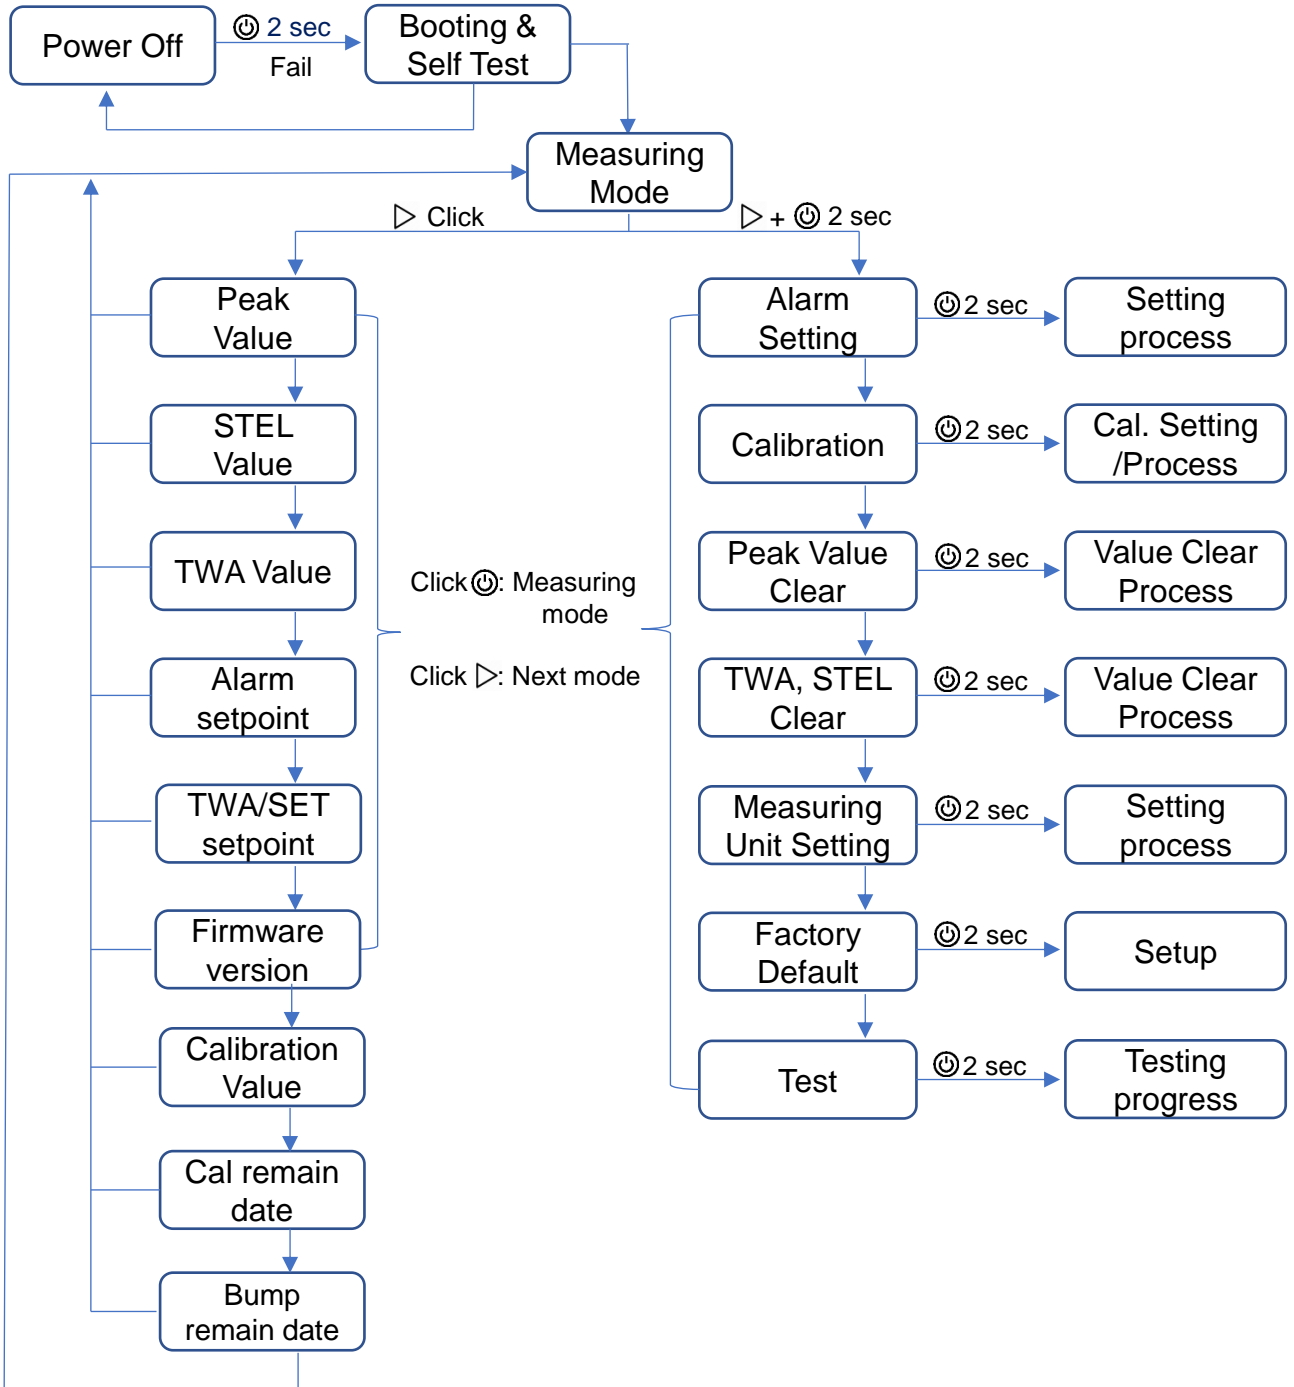 Power Off
⏻ 2 sec
Fail
Booting &
Self Test
Measuring
Mode
▷ Click
▷ + ⏻ 2 sec
Peak
Value
STEL
Value
TWA Value
Alarm
setpoint
TWA/SET
setpoint
Firmware
version
Calibration
Value
Cal remain
date
Bump
remain date
Click ⏻: Measuring
mode
Click ▷: Next mode
Alarm
Setting
⏻ 2 sec
Setting
process
Calibration
⏻ 2 sec
Cal. Setting
/Process
Peak Value
Clear
⏻ 2 sec
Value Clear
Process
TWA, STEL
Clear
⏻ 2 sec
Value Clear
Process
Measuring
Unit Setting
⏻ 2 sec
Setting
process
Factory
Default
⏻ 2 sec
Setup
Test
⏻ 2 sec
Testing
progress